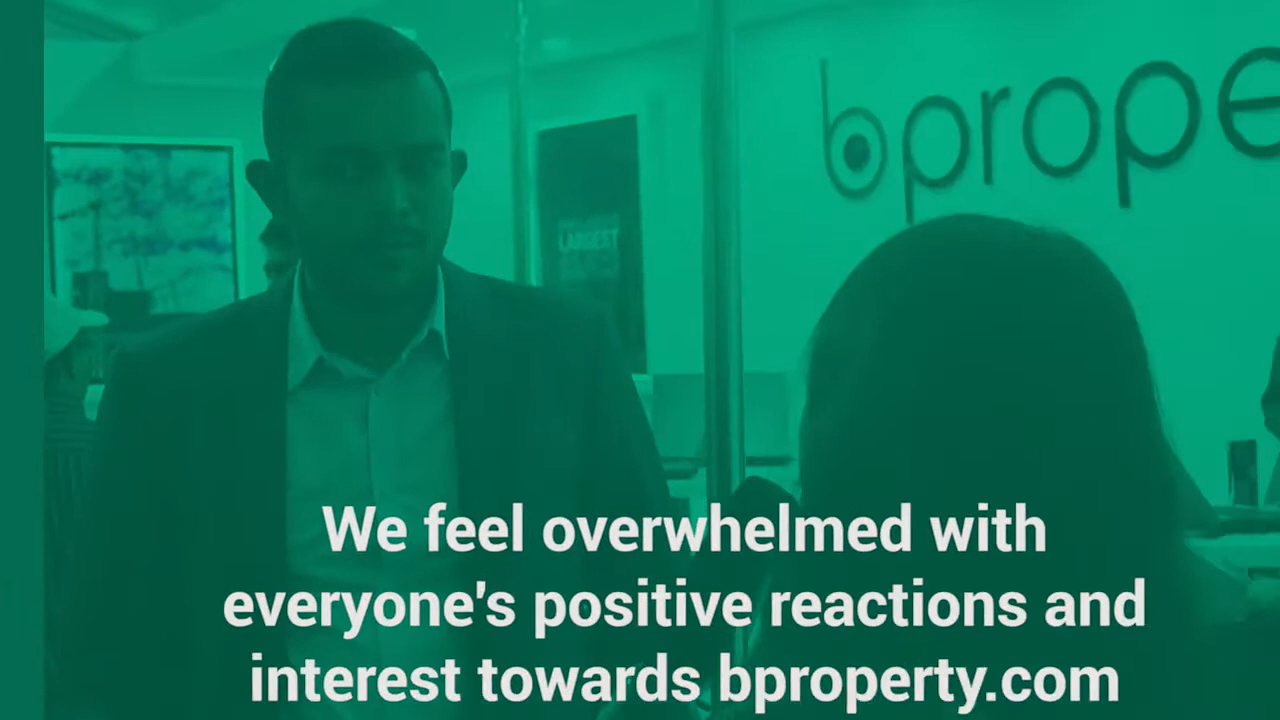 bprope
LARGEST
We feel overwhelmed with
everyone's positive reactions and
interest towards bproperty.com